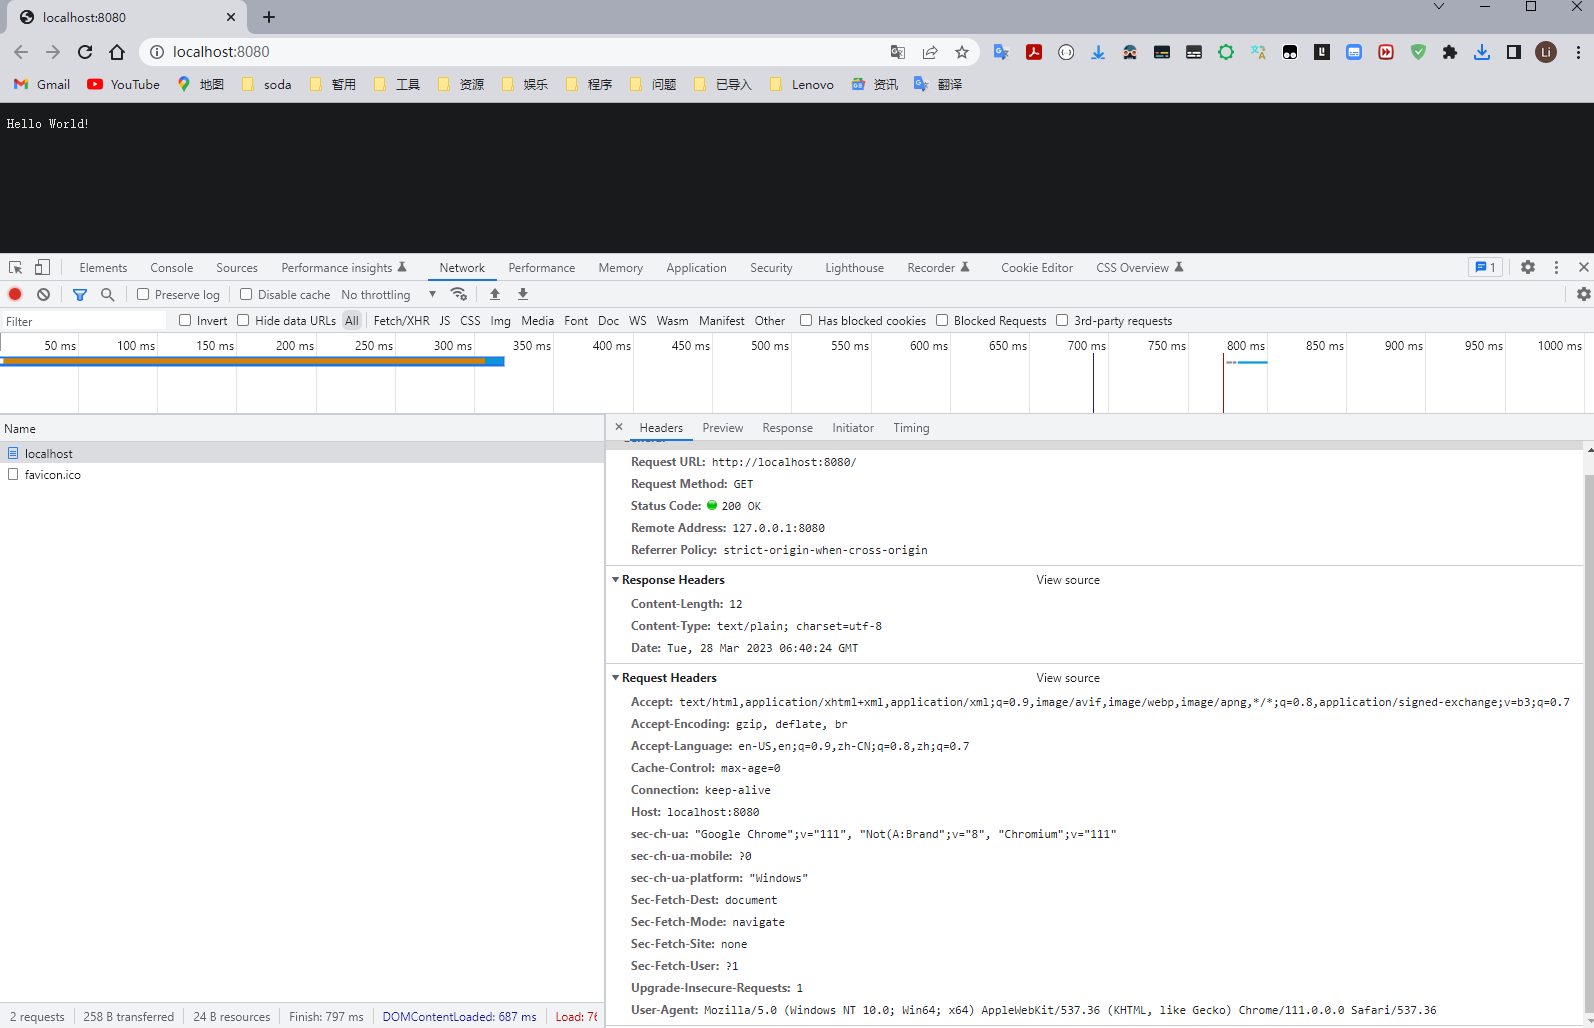 localhost:8080
localhost:8080
Li
Gmail YouTube 地图 soda 暂用 工具 资源 娱乐 程序 问题 已导入 Lenovo 资讯 翻译
Hello World!
Elements Console Sources Performance insights Network Performance Memory Application Security Lighthouse Recorder Cookie Editor CSS Overview 1
Preserve log Disable cache No throttling
Filter Invert Hide data URLs All Fetch/XHR JS CSS Img Media Font Doc WS Wasm Manifest Other Has blocked cookies Blocked Requests 3rd-party requests
50 ms 100 ms 150 ms 200 ms 250 ms 300 ms 350 ms 400 ms 450 ms 500 ms 550 ms 600 ms 650 ms 700 ms 750 ms 800 ms 850 ms 900 ms 950 ms 1000 ms
Name
localhost
favicon.ico
Headers Preview Response Initiator Timing
Request URL: http://localhost:8080/
Request Method: GET
Status Code: 200 OK
Remote Address: 127.0.0.1:8080
Referrer Policy: strict-origin-when-cross-origin
Response Headers View source
Content-Length: 12
Content-Type: text/plain; charset=utf-8
Date: Tue, 28 Mar 2023 06:40:24 GMT
Request Headers View source
Accept: text/html,application/xhtml+xml,application/xml;q=0.9,image/avif,image/webp,image/apng,*/*;q=0.8,application/signed-exchange;v=b3;q=0.7
Accept-Encoding: gzip, deflate, br
Accept-Language: en-US,en;q=0.9,zh-CN;q=0.8,zh;q=0.7
Cache-Control: max-age=0
Connection: keep-alive
Host: localhost:8080
sec-ch-ua: "Google Chrome";v="111", "Not(A:Brand";v="8", "Chromium";v="111"
sec-ch-ua-mobile: ?0
sec-ch-ua-platform: "Windows"
Sec-Fetch-Dest: document
Sec-Fetch-Mode: navigate
Sec-Fetch-Site: none
Sec-Fetch-User: ?1
Upgrade-Insecure-Requests: 1
User-Agent: Mozilla/5.0 (Windows NT 10.0; Win64; x64) AppleWebKit/537.36 (KHTML, like Gecko) Chrome/111.0.0.0 Safari/537.36
2 requests 258 B transferred 24 B resources Finish: 797 ms DOMContentLoaded: 687 ms Load: 76